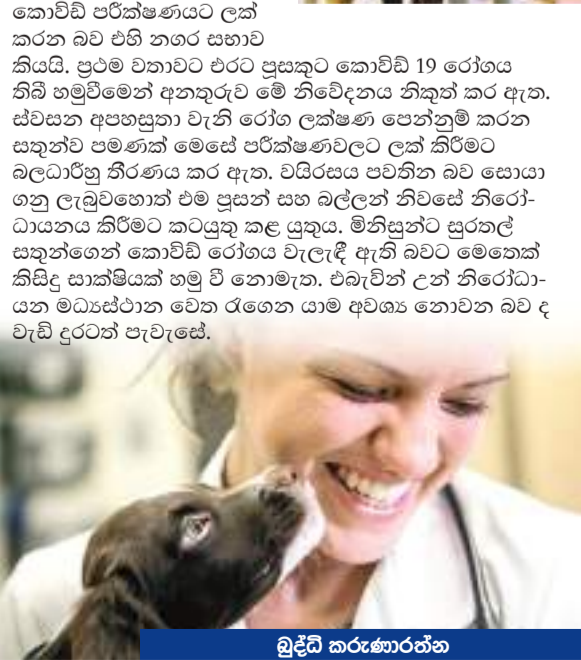 කොවිඩ් පරීක්ෂණයට ලක්
කරන බව එහි නගර සභාව
කියයි. ප්‍රථම වතාවට එරට පූසකුට කොවිඩ් 19 රෝගය
තිබී හමුවීමෙන් අනතුරුව මේ නිවේදනය නිකුත් කර ඇත.
ස්වසන අපහසුතා වැනි රෝග ලක්ෂණ පෙන්නුම් කරන
සතුන්ව පමණක් මෙසේ පරීක්ෂණවලට ලක් කිරීමට
බලධාරීහු තීරණය කර ඇත. වයිරසය පවතින බව සොයා
ගනු ලැබුවහොත් එම පූසන් සහ බල්ලන් නිවසේ නිරෝ-
ධායනය කිරීමට කටයුතු කළ යුතුය. මිනිසුන්ට සුරතල්
සතුන්ගෙන් කොවිඩ් රෝගය වැලැඳී ඇති බවට මෙතෙක්
කිසිදු සාක්ෂියක් හමු වී නොමැත. එබැවින් උන් නිරෝධා-
යන මධ්‍යස්ථාන වෙත රැගෙන යාම අවශ්‍ය නොවන බව ද
වැඩි දුරටත් පැවැසේ.
බුද්ධි කරුණාරත්න